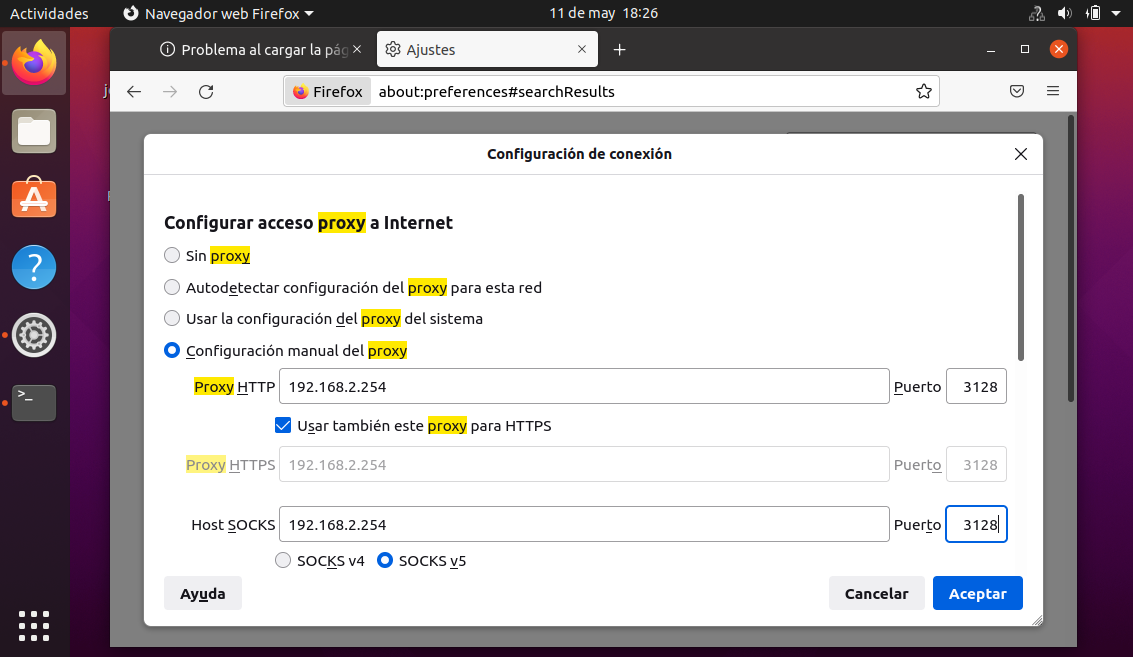 Actividades Navegador web Firefox 11 de may 18:26
Problema al cargar la pág Ajustes
Firefox about:preferences#searchResults
Configuración de conexión
Configurar acceso proxy a Internet
Sin proxy
Autodetectar configuración del proxy para esta red
Usar la configuración del proxy del sistema
Configuración manual del proxy
Proxy HTTP 192.168.2.254 Puerto 3128
Usar también este proxy para HTTPS
Proxy HTTPS 192.168.2.254 Puerto 3128
Host SOCKS 192.168.2.254 Puerto 3128
SOCKS v4 SOCKS v5
Ayuda Cancelar Aceptar